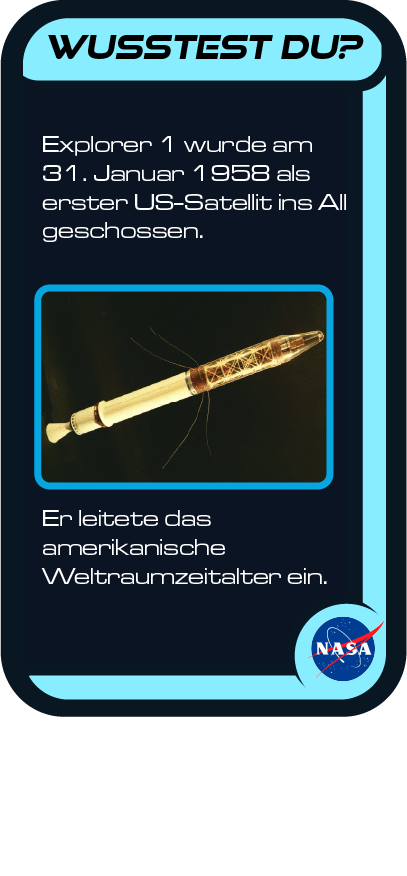 WUSSTEST DU?
Explorer 1 wurde am
31. Januar 1958 als
erster US-Satellit ins All
geschossen.
Er leitete das
amerikanische
Weltraumzeitalter ein.
NASA